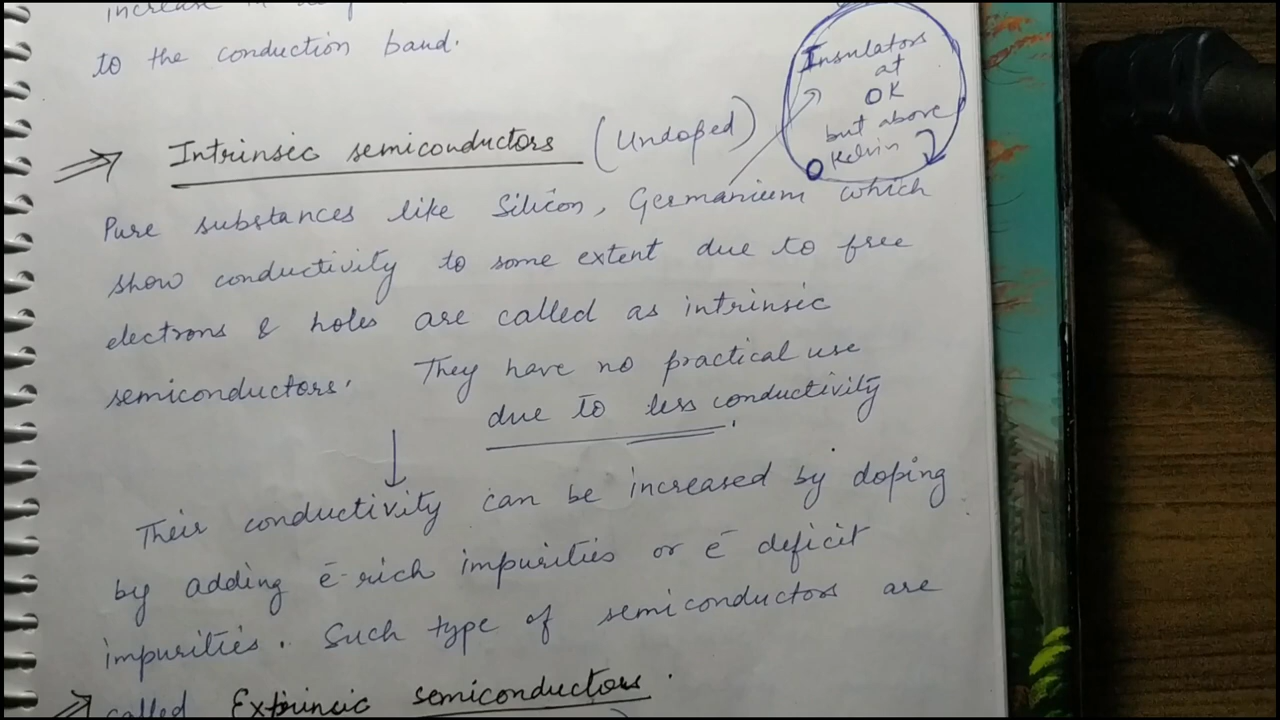 increase in
to the conduction band.
Insulators
at
OK
but above
O Kelvin
⇒ Intrinsic semiconductors (Undoped)
Pure substances like Silicon, Germanium which
show conductivity to some extent due to free
electrons & holes are called as intrinsic
semiconductors. They have no practical use
due to less conductivity.
Their conductivity can be increased by doping
by adding e̅-rich impurities or e̅ deficit
impurities. Such type of semiconductors are
⇒ called Extrinsic semiconductors.